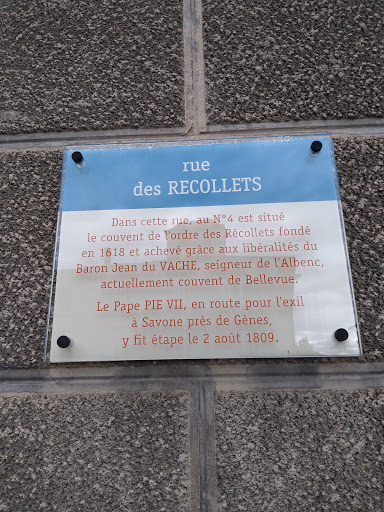 rue
des RECOLLETS
Dans cette rue, au N°4 est situé
le couvent de l'ordre des Récollets fondé
en 1618 et achevé grâce aux libéralités du
Baron Jean du VACHE, seigneur de l'Albenc,
actuellement couvent de Bellevue.
Le Pape PIE VII, en route pour l'exil
à Savone près de Gènes,
y fit étape le 2 août 1809.